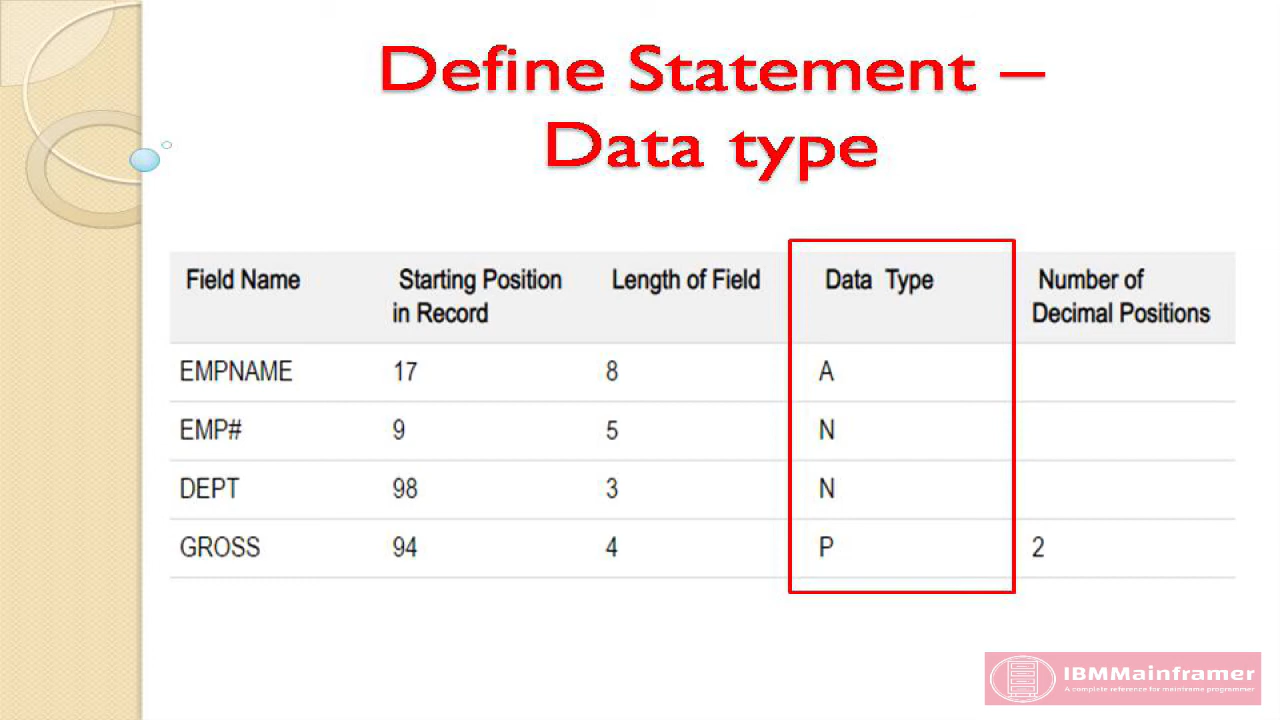 Define Statement –
Data type
Field Name Starting Position in Record Length of Field Data Type Number of Decimal Positions
EMPNAME 17 8 A
EMP# 9 5 N
DEPT 98 3 N
GROSS 94 4 P 2
IBMMainframer
A complete reference for mainframe programmer